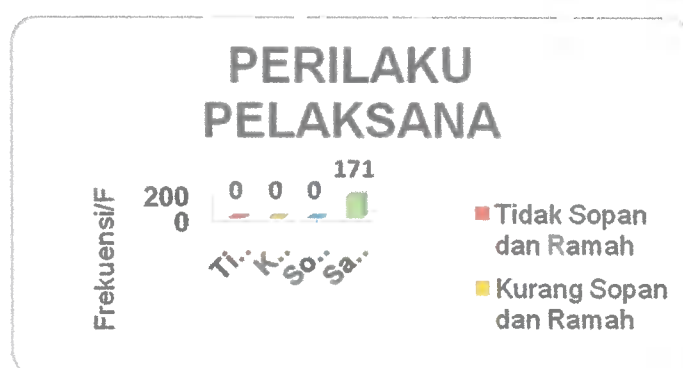 PERILAKU
PELAKSANA
Frekuensi/F
200
0
0
0
0
171
Ti..
K..
So..
Sa..
Tidak Sopan
dan Ramah
Kurang Sopan
dan Ramah